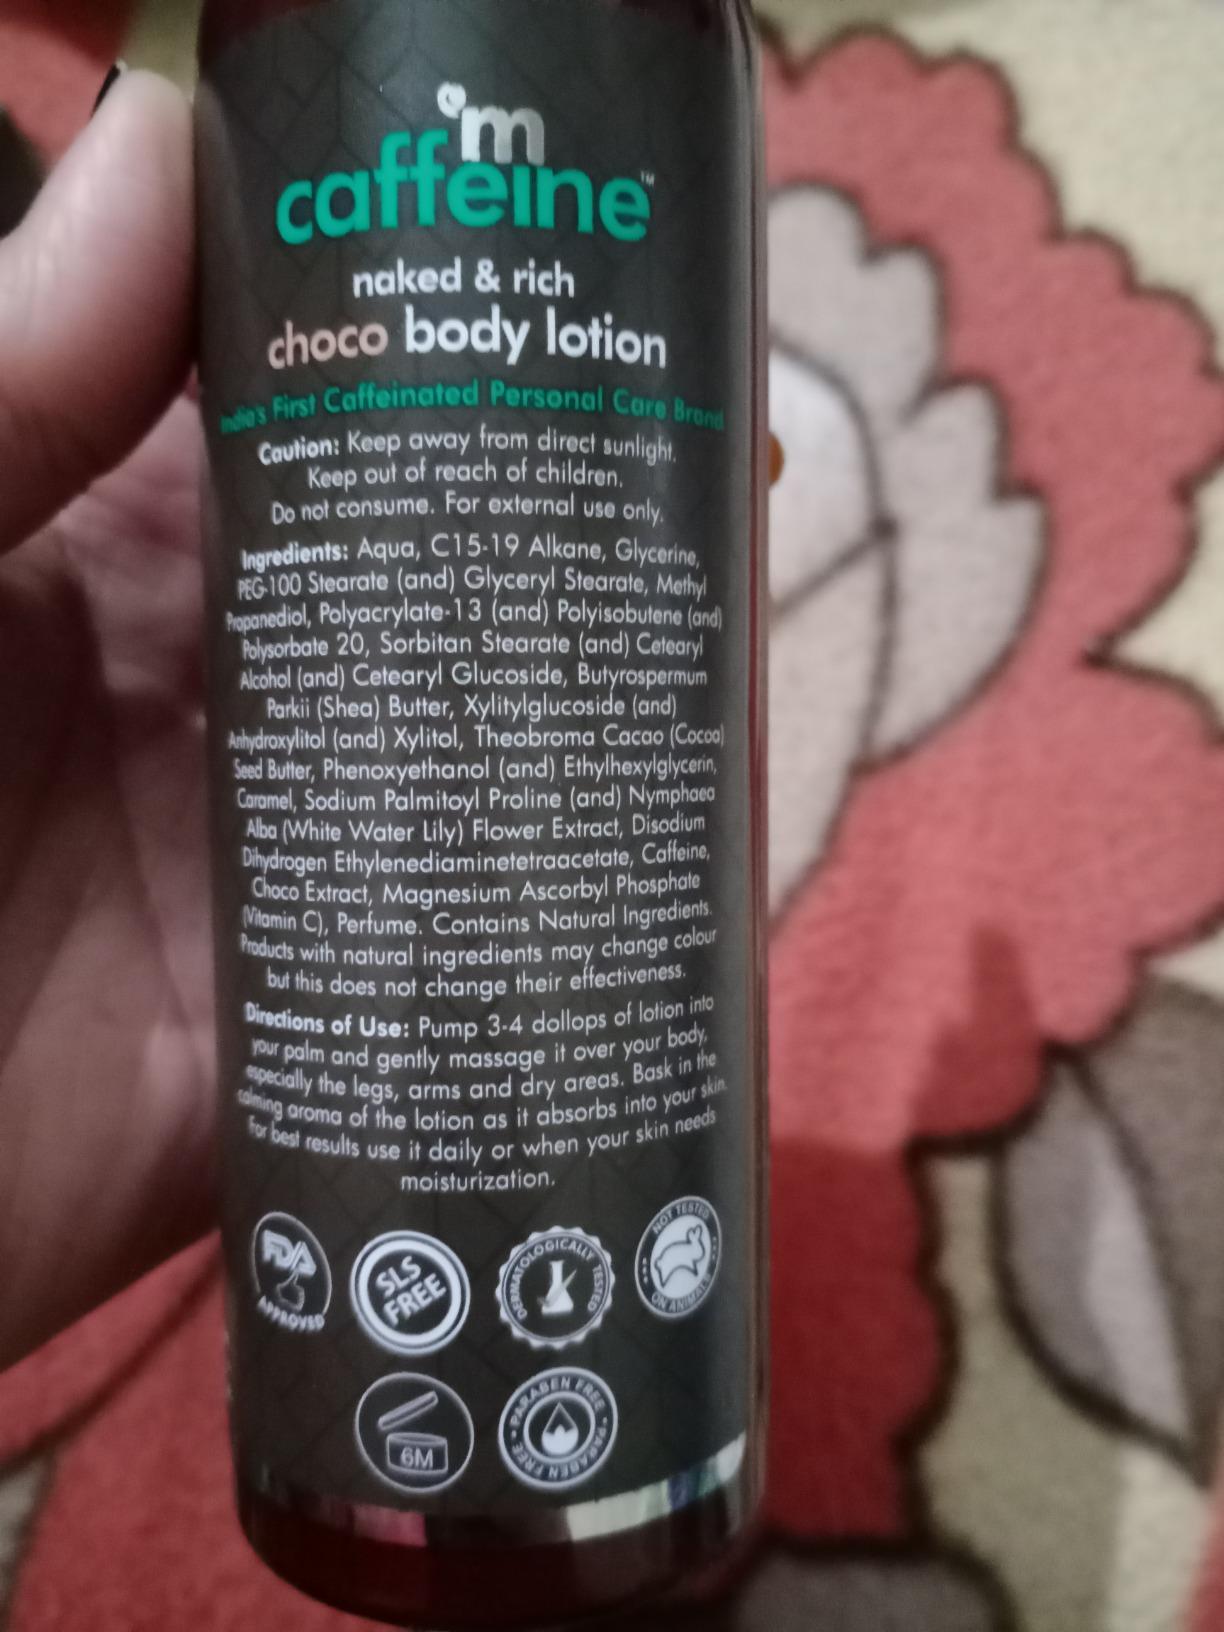 m
caffeine™
naked & rich
choco body lotion
India's First Caffeinated Personal Care Brand
Caution: Keep away from direct sunlight.
Keep out of reach of children.
Do not consume. For external use only.
Ingredients: Aqua, C15-19 Alkane, Glycerine,
PEG-100 Stearate (and) Glyceryl Stearate, Methyl
Propanediol, Polyacrylate-13 (and) Polyisobutene (and)
Polysorbate 20, Sorbitan Stearate (and) Cetearyl
Alcohol (and) Cetearyl Glucoside, Butyrospermum
Parkii (Shea) Butter, Xylitylglucoside (and)
Anhydroxylitol (and) Xylitol, Theobroma Cacao (Cocoa)
Seed Butter, Phenoxyethanol (and) Ethylhexylglycerin,
Caramel, Sodium Palmitoyl Proline (and) Nymphaea
Alba (White Water Lily) Flower Extract, Disodium
Dihydrogen Ethylenediaminetetraacetate, Caffeine,
Choco Extract, Magnesium Ascorbyl Phosphate
(Vitamin C), Perfume. Contains Natural Ingredients.
Products with natural ingredients may change colour
but this does not change their effectiveness.
Directions of Use: Pump 3-4 dollops of lotion into
your palm and gently massage it over your body,
especially the legs, arms and dry areas. Bask in the
calming aroma of the lotion as it absorbs into your skin.
For best results use it daily or when your skin needs
moisturization.
FDA
APPROVED
SLS
FREE
DERMATOLOGICALLY TESTED
NOT TESTED
ON ANIMALS
6M
PARABEN FREE • PARABEN FREE •